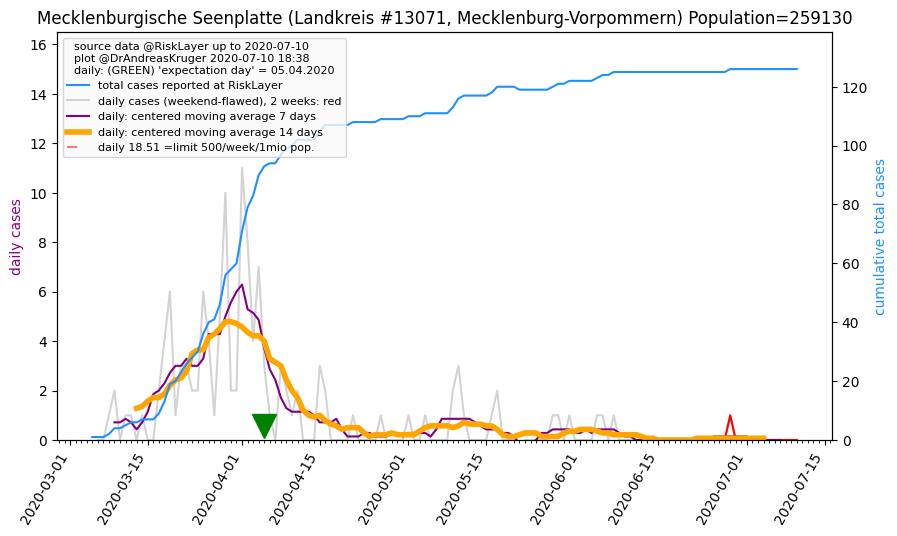 Mecklenburgische Seenplatte (Landkreis #13071, Mecklenburg-Vorpommern) Population=259130
source data @RiskLayer up to 2020-07-10
plot @DrAndreasKruger 2020-07-10 18:38
daily: (GREEN) 'expectation day' = 05.04.2020
total cases reported at RiskLayer
daily cases (weekend-flawed), 2 weeks: red
daily: centered moving average 7 days
daily: centered moving average 14 days
daily 18.51 =limit 500/week/1mio pop.
daily cases
16
14
12
10
8
6
4
2
0
cumulative total cases
120
100
80
60
40
20
0
2020-03-01
2020-03-15
2020-04-01
2020-04-15
2020-05-01
2020-05-15
2020-06-01
2020-06-15
2020-07-01
2020-07-15